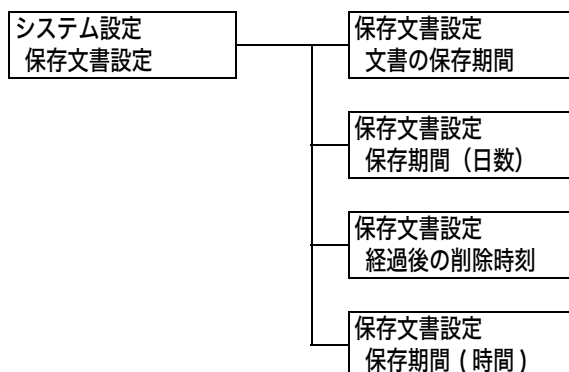 システム設定
保存文書設定
保存文書設定
文書の保存期間
保存文書設定
保存期間（日数）
保存文書設定
経過後の削除時刻
保存文書設定
保存期間 ( 時間 )